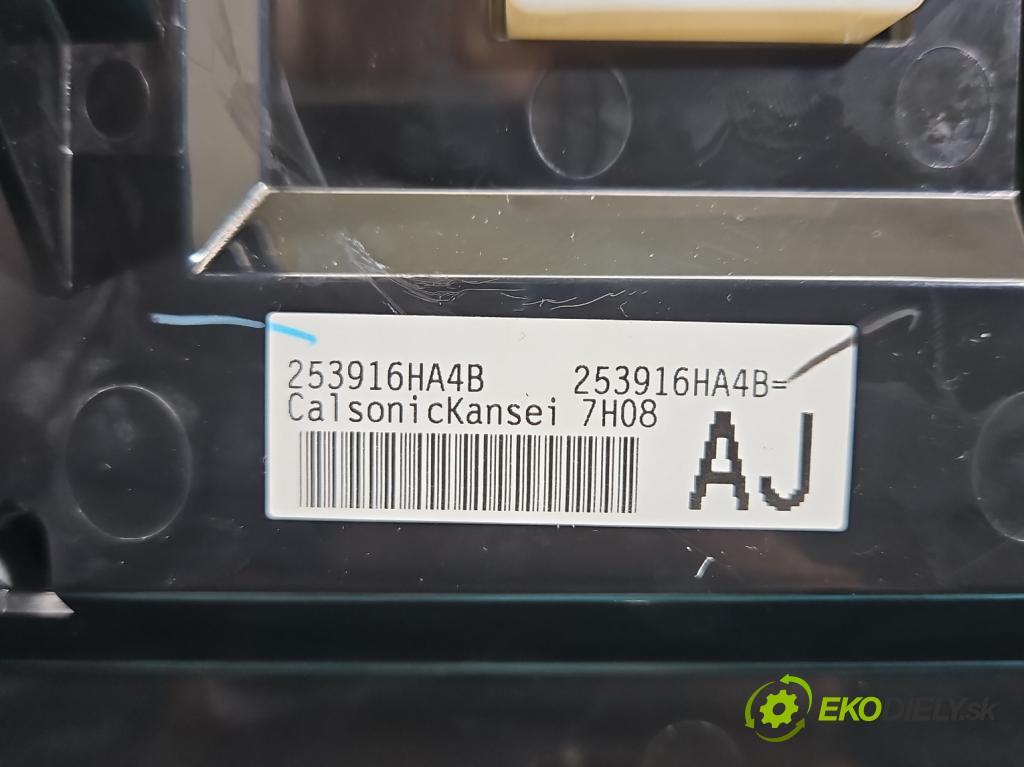 253916HA4B 253916HA4B=
CalsonicKansei 7H08
AJ
EKODIELY.sk